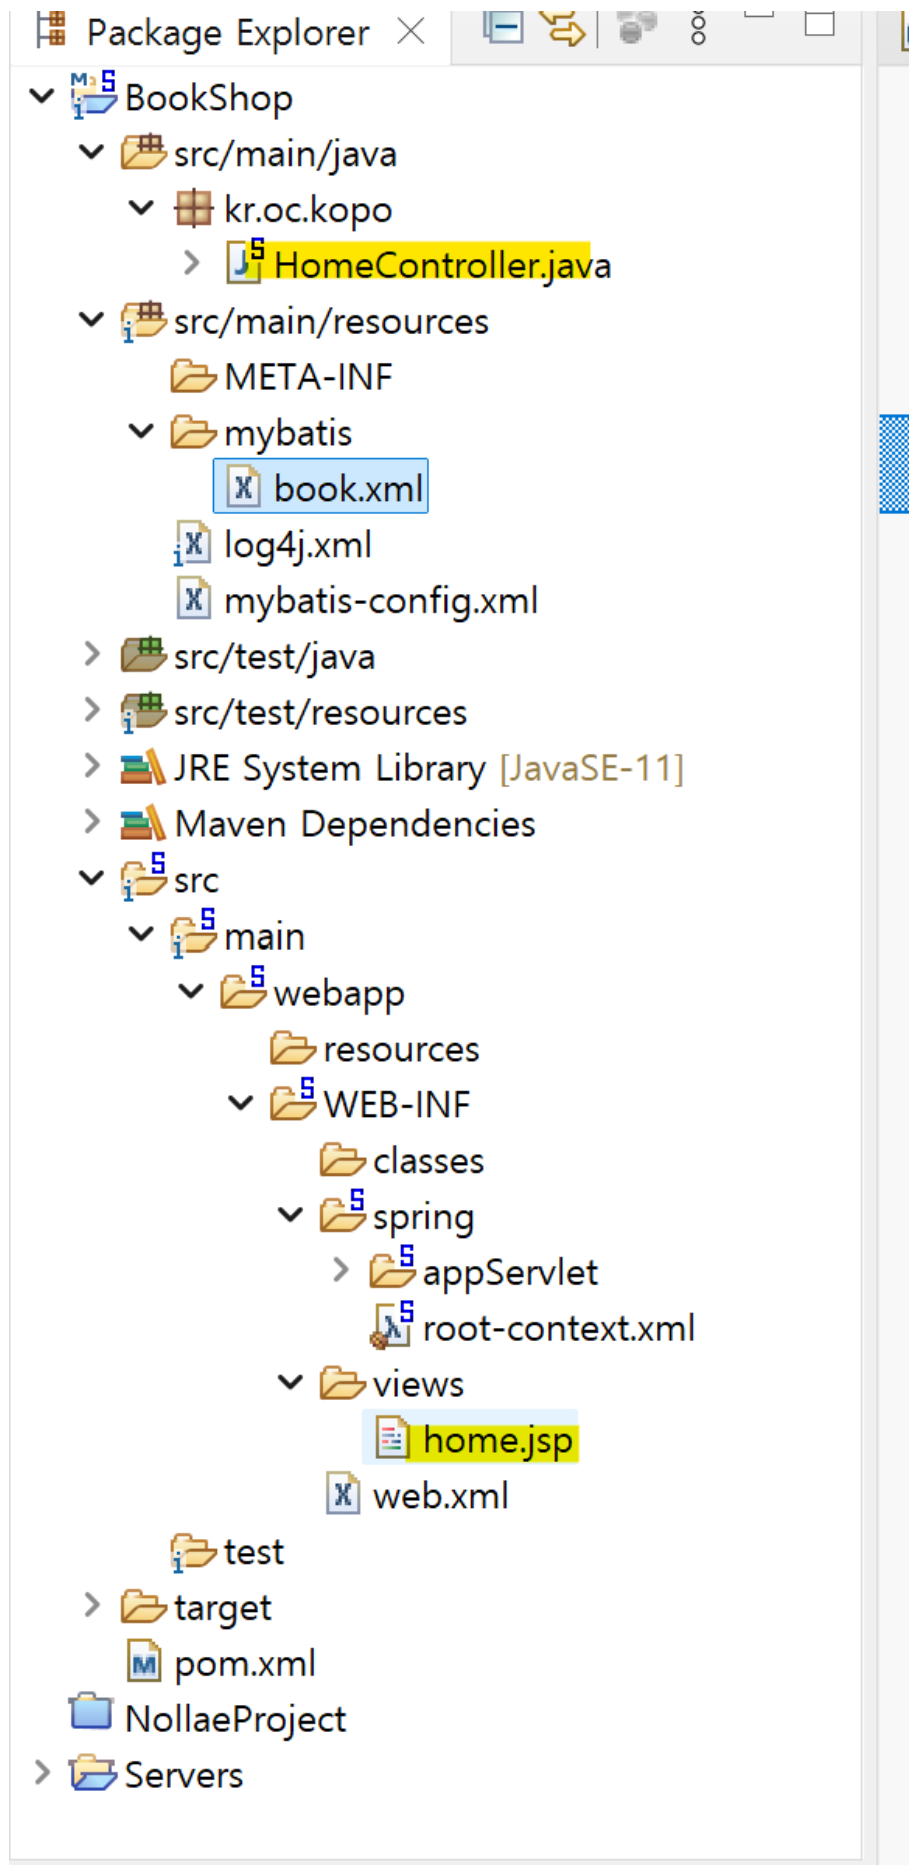 Package Explorer
BookShop
src/main/java
kr.oc.kopo
HomeController.java
src/main/resources
META-INF
mybatis
book.xml
log4j.xml
mybatis-config.xml
src/test/java
src/test/resources
JRE System Library [JavaSE-11]
Maven Dependencies
src
main
webapp
resources
WEB-INF
classes
spring
appServlet
root-context.xml
views
home.jsp
web.xml
test
target
pom.xml
NollaeProject
Servers